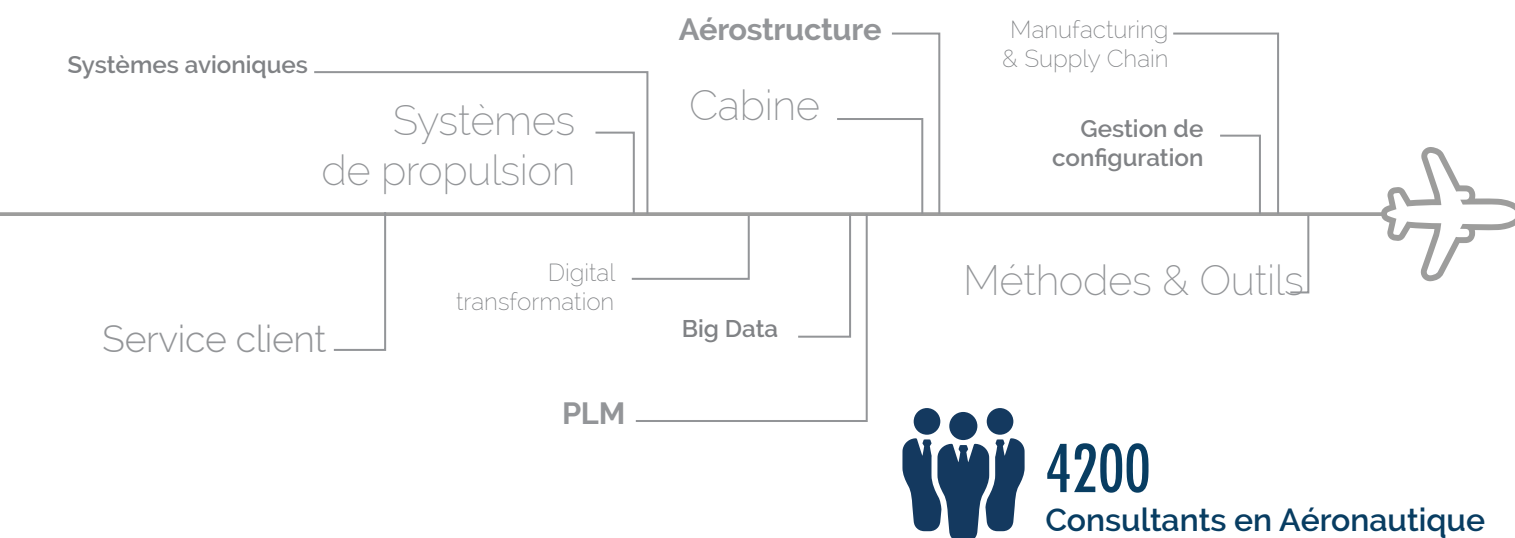 Aérostructure
Manufacturing
& Supply Chain
Systèmes avioniques
Systèmes
de propulsion
Cabine
Gestion de
configuration
Digital
transformation
Méthodes & Outils
Service client
Big Data
PLM
4200
Consultants en Aéronautique